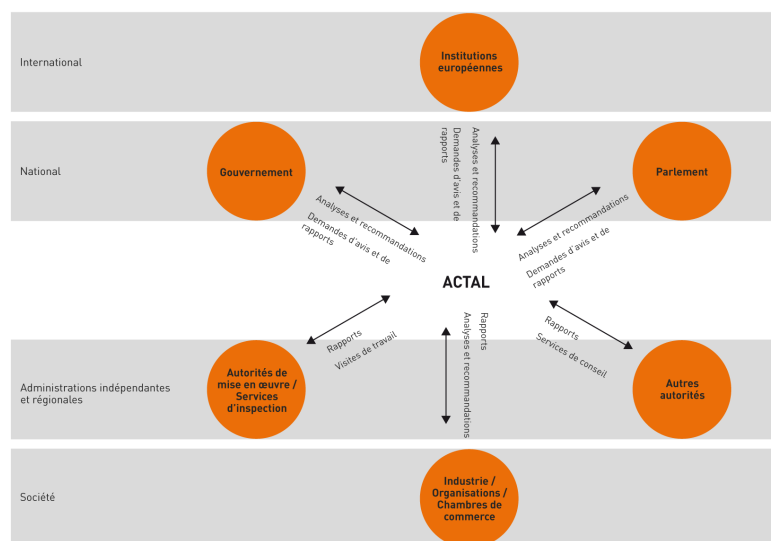 International
Institutions
européennes
National
Gouvernement
Parlement
Analyses et recommandations
Demandes d'avis et de
rapports
Analyses et recommandations
Demandes d'avis et de
rapports
Analyses et recommandations
Demandes d'avis et de
rapports
ACTAL
Rapports
Visites de travail
Rapports
Analyses et recommandations
Rapports
Services de conseil
Administrations indépendantes
et régionales
Autorités de
mise en œuvre /
Services
d'inspection
Autres
autorités
Société
Industrie /
Organisations /
Chambres de
commerce